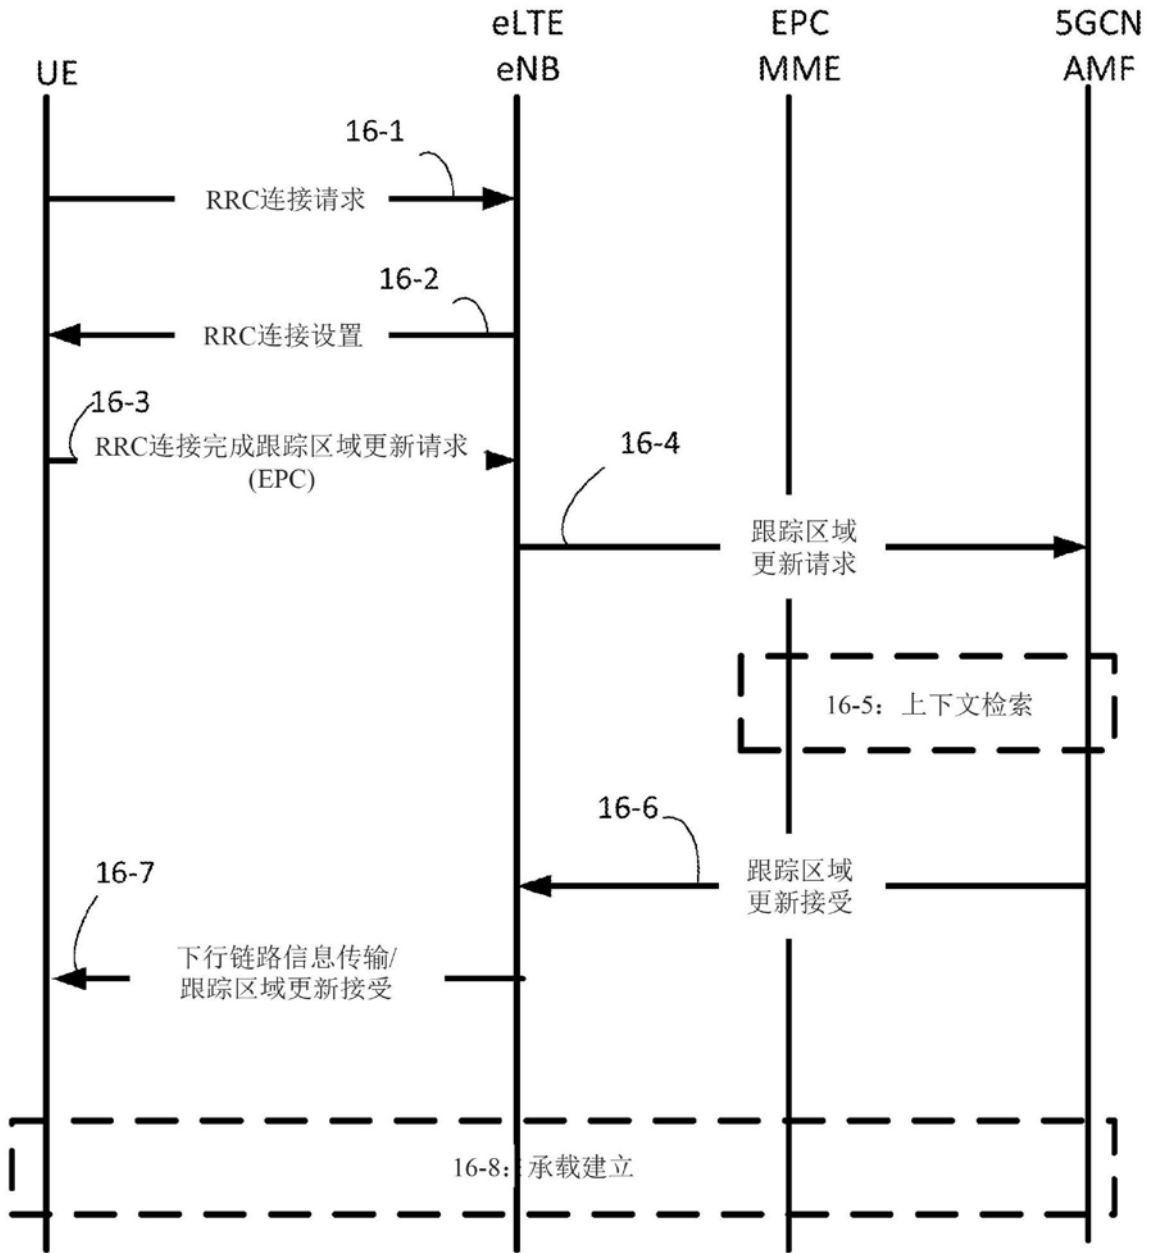 UE
eLTE
eNB
EPC
MME
5GCN
AMF
16-1
RRC连接请求
16-2
RRC连接设置
16-3
RRC连接完成跟踪区域更新请求
(EPC)
16-4
跟踪区域
更新请求
16-5：上下文检索
16-6
跟踪区域
更新接受
16-7
下行链路信息传输/
跟踪区域更新接受
16-8：承载建立